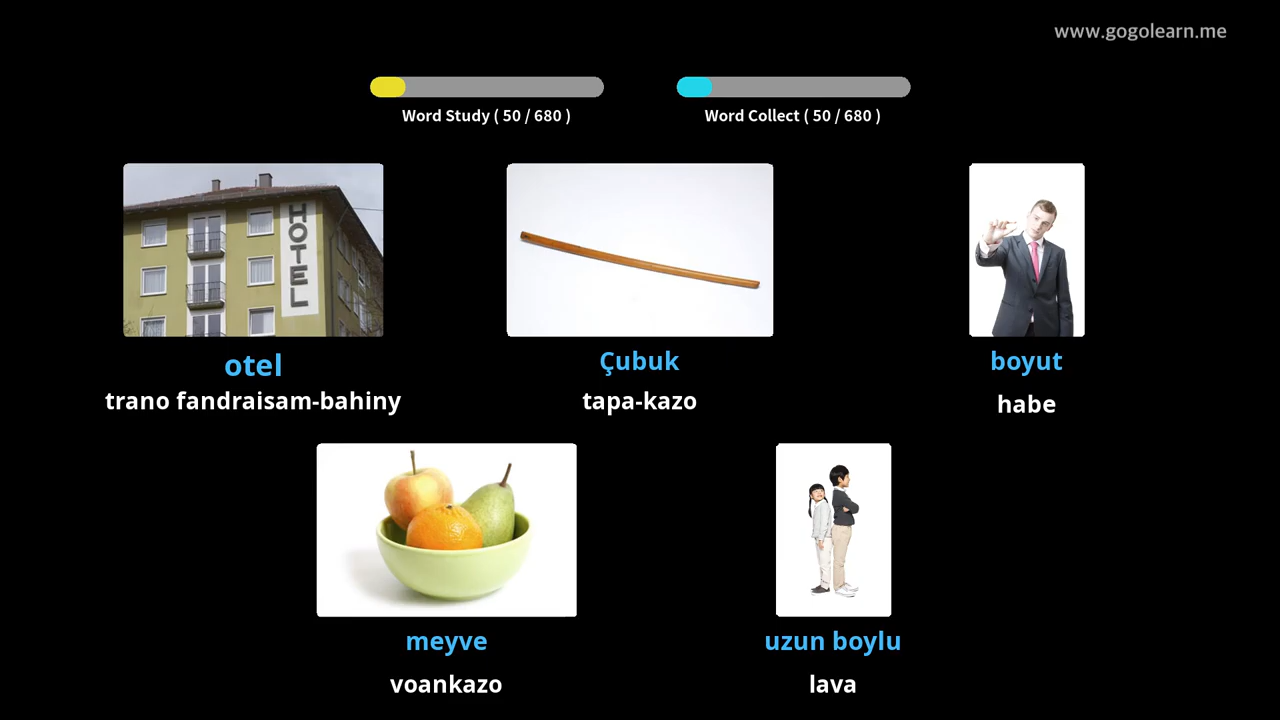 www.gogolearn.me
Word Study ( 50 / 680 )
Word Collect ( 50 / 680 )
HOTEL
otel
trano fandraisam-bahiny
Çubuk
tapa-kazo
boyut
habe
meyve
voankazo
uzun boylu
lava